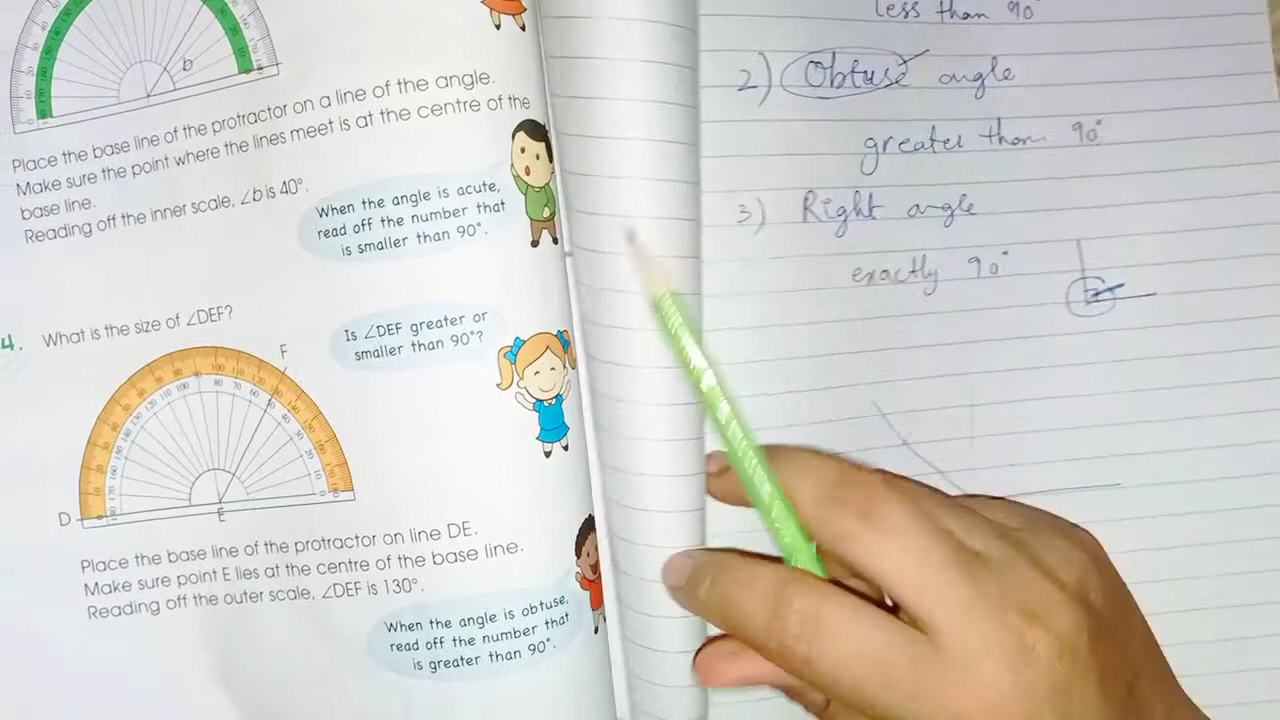 b
Place the base line of the protractor on a line of the angle.
Make sure the point where the lines meet is at the centre of the
base line.
Reading off the inner scale, ∠b is 40°.
When the angle is acute,
read off the number that
is smaller than 90°.
4. What is the size of ∠DEF?
Is ∠DEF greater or
smaller than 90°?
F
D
E
Place the base line of the protractor on line DE.
Make sure point E lies at the centre of the base line.
Reading off the outer scale, ∠DEF is 130°.
When the angle is obtuse,
read off the number that
is greater than 90°.
less than 90°
2) Obtuse angle
greater than 90°
3) Right angle
exactly 90°